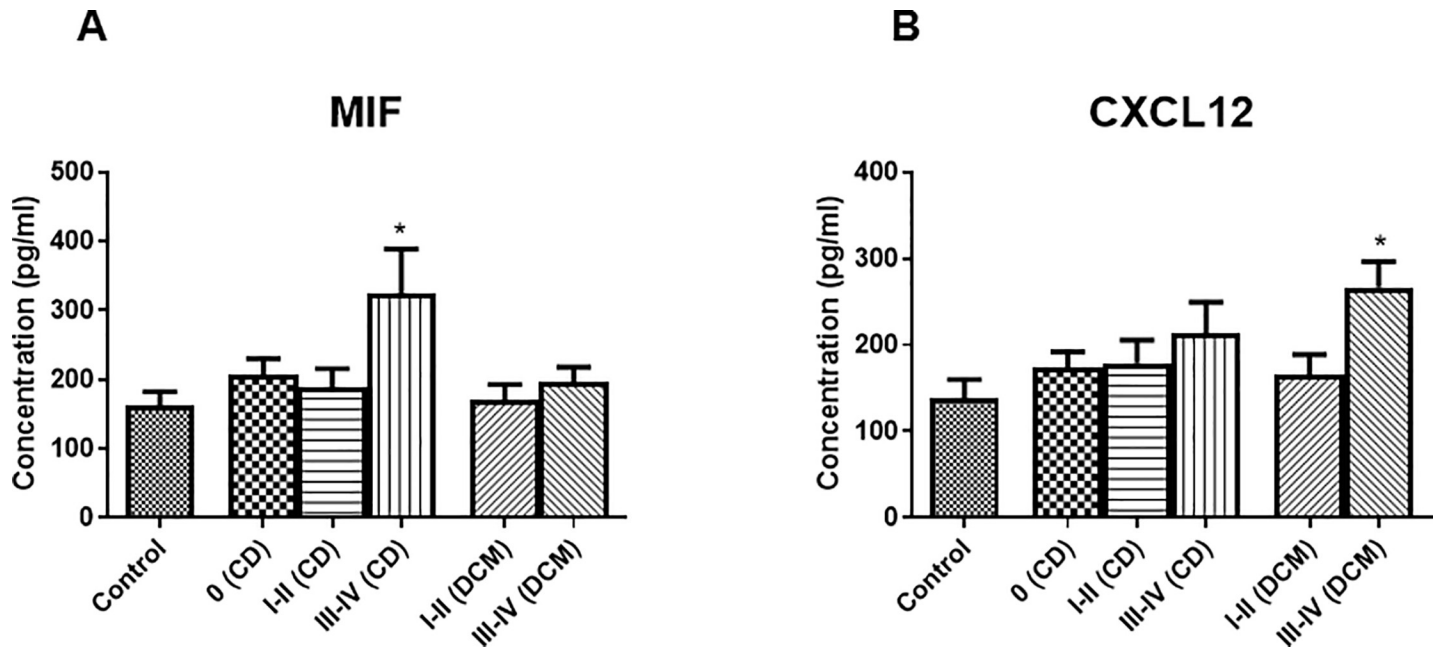 A
MIF
Concentration (pg/ml)
500
400
300
200
100
0
*
Control
0 (CD)
I-II (CD)
III-IV (CD)
I-II (DCM)
III-IV (DCM)
B
CXCL12
Concentration (pg/ml)
400
300
200
100
0
*
Control
0 (CD)
I-II (CD)
III-IV (CD)
I-II (DCM)
III-IV (DCM)